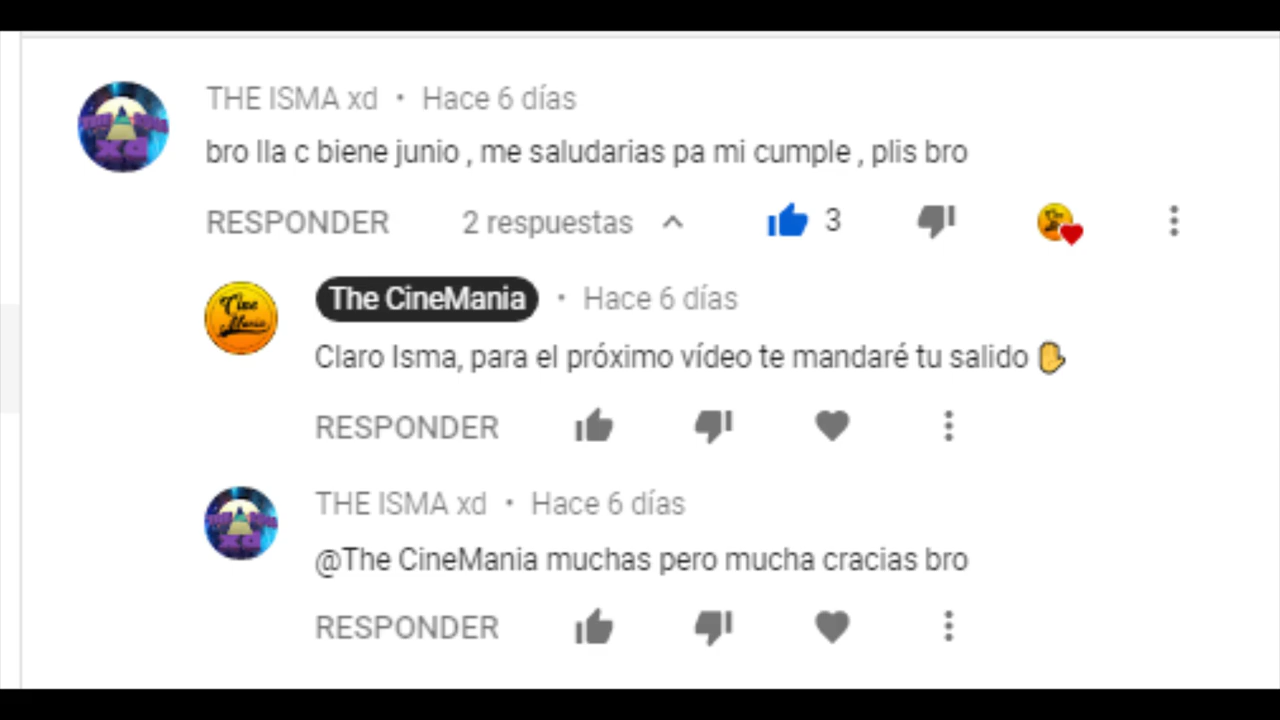 THE ISMA xd • Hace 6 días
bro lla c biene junio , me saludarias pa mi cumple , plis bro
RESPONDER 2 respuestas 3
Cine Mania
The CineMania • Hace 6 días
Claro Isma, para el próximo vídeo te mandaré tu salido ✋
RESPONDER
THE ISMA xd • Hace 6 días
@The CineMania muchas pero mucha cracias bro
RESPONDER